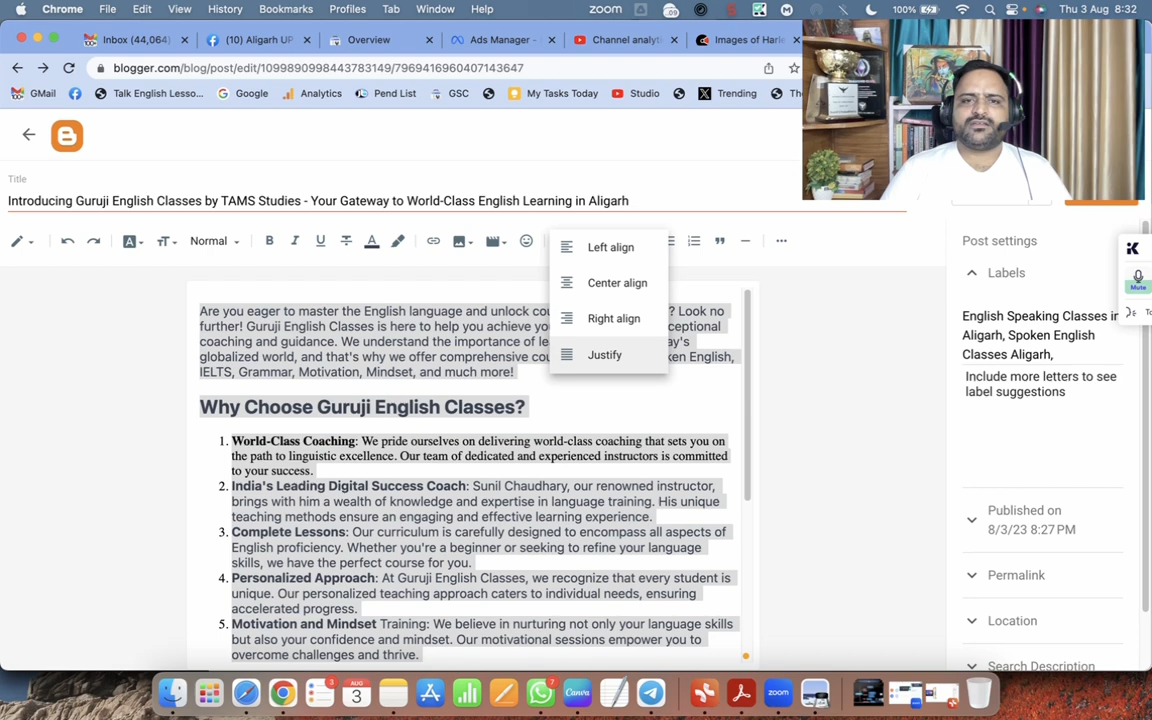 Chrome File Edit View History Bookmarks Profiles Tab Window Help zoom 100% Thu 3 Aug 8:32
Inbox (44,064) (10) Aligarh UP Overview Ads Manager - Channel analyti Images of Harle
blogger.com/blog/post/edit/1099890998443783149/7969416960407143647
GMail Talk English Lesso... Google Analytics Pend List GSC My Tasks Today Studio Trending
Title
Introducing Guruji English Classes by TAMS Studies - Your Gateway to World-Class English Learning in Aligarh
Normal
Left align
Center align
Right align
Justify
Are you eager to master the English language and unlock cou ? Look no
further! Guruji English Classes is here to help you achieve yo ceptional
coaching and guidance. We understand the importance of le ay's
globalized world, and that's why we offer comprehensive cou ken English,
IELTS, Grammar, Motivation, Mindset, and much more!
Why Choose Guruji English Classes?
1. World-Class Coaching: We pride ourselves on delivering world-class coaching that sets you on
the path to linguistic excellence. Our team of dedicated and experienced instructors is committed
to your success.
2. India's Leading Digital Success Coach: Sunil Chaudhary, our renowned instructor,
brings with him a wealth of knowledge and expertise in language training. His unique
teaching methods ensure an engaging and effective learning experience.
3. Complete Lessons: Our curriculum is carefully designed to encompass all aspects of
English proficiency. Whether you're a beginner or seeking to refine your language
skills, we have the perfect course for you.
4. Personalized Approach: At Guruji English Classes, we recognize that every student is
unique. Our personalized teaching approach caters to individual needs, ensuring
accelerated progress.
5. Motivation and Mindset Training: We believe in nurturing not only your language skills
but also your confidence and mindset. Our motivational sessions empower you to
overcome challenges and thrive.
Post settings
Labels
English Speaking Classes in
Aligarh, Spoken English
Classes Aligarh,
Include more letters to see
label suggestions
Published on
8/3/23 8:27 PM
Permalink
Location
Search Description
Mute
AUG
3
3
7
Canva
zoom